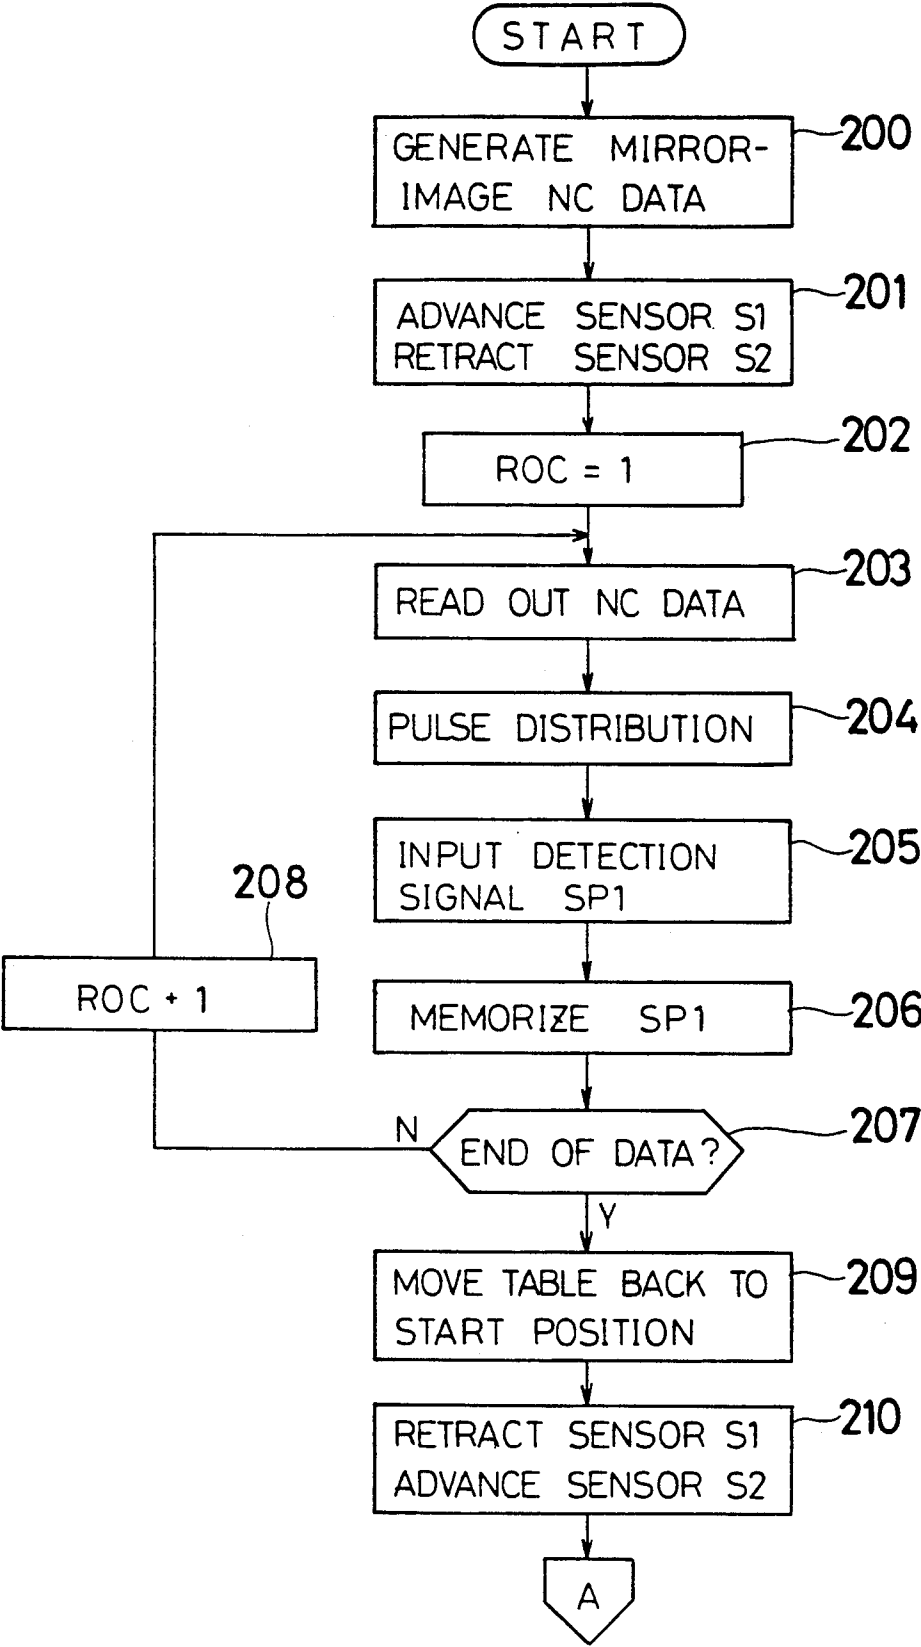 START
200
GENERATE MIRROR-
IMAGE NC DATA
201
ADVANCE SENSOR S1
RETRACT SENSOR S2
202
ROC = 1
203
READ OUT NC DATA
204
PULSE DISTRIBUTION
205
INPUT DETECTION
SIGNAL SP1
208
ROC + 1
206
MEMORIZE SP1
207
N
END OF DATA?
Y
209
MOVE TABLE BACK TO
START POSITION
210
RETRACT SENSOR S1
ADVANCE SENSOR S2
A